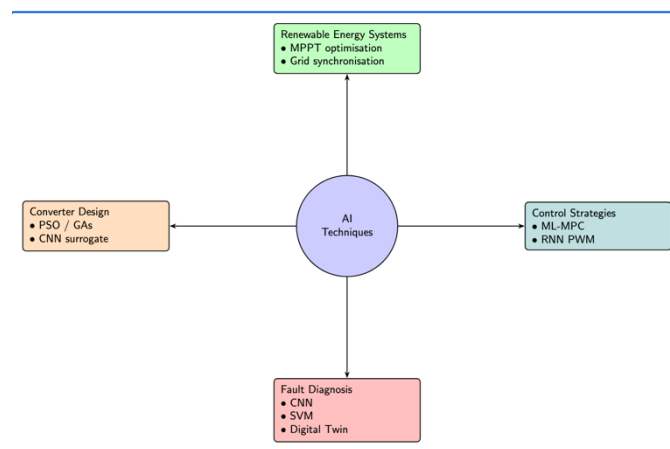 Renewable Energy Systems
• MPPT optimisation
• Grid synchronisation
Converter Design
• PSO / GAs
• CNN surrogate
AI
Techniques
Control Strategies
• ML-MPC
• RNN PWM
Fault Diagnosis
• CNN
• SVM
• Digital Twin